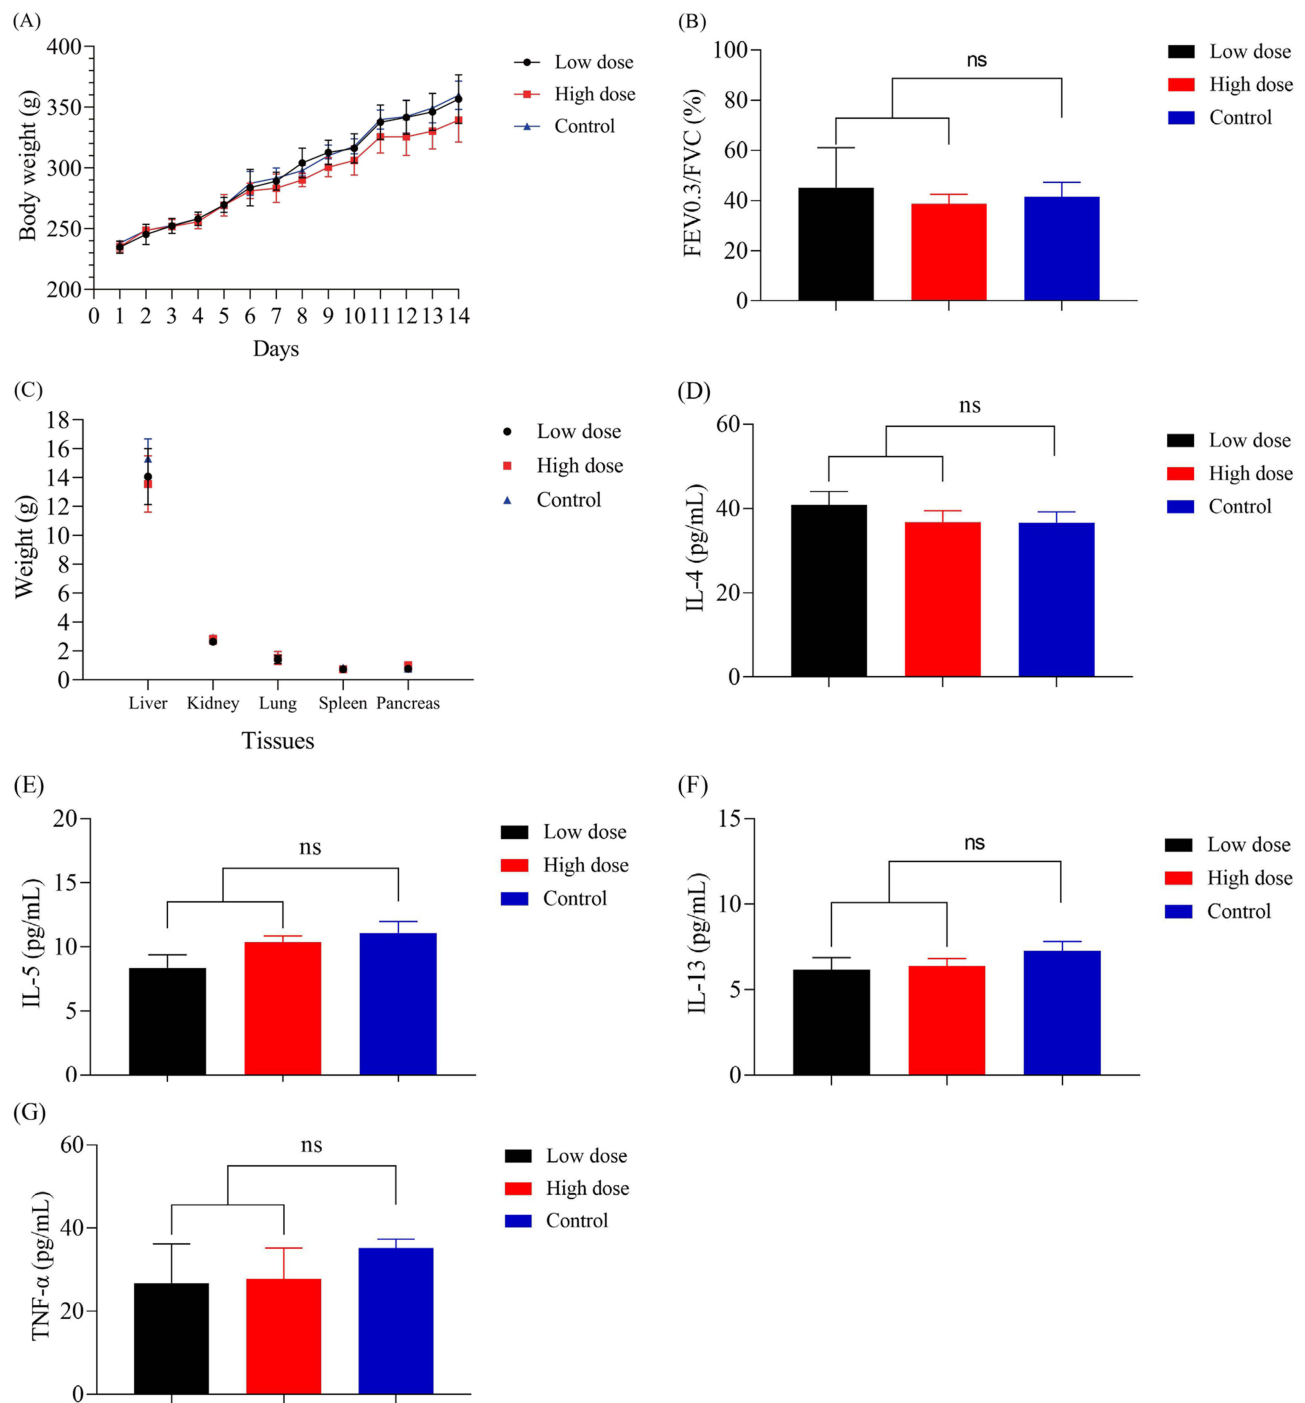 (A)
400
350
300
250
200
Body weight (g)
0 1 2 3 4 5 6 7 8 9 10 11 12 13 14
Days
Low dose
High dose
Control
(B)
100
80
60
40
20
0
FEV0.3/FVC (%)
ns
Low dose
High dose
Control
(C)
18
16
14
12
10
8
6
4
2
0
Weight (g)
Liver Kidney Lung Spleen Pancreas
Tissues
Low dose
High dose
Control
(D)
60
40
20
0
IL-4 (pg/mL)
ns
Low dose
High dose
Control
(E)
20
15
10
5
0
IL-5 (pg/mL)
ns
Low dose
High dose
Control
(F)
15
10
5
0
IL-13 (pg/mL)
ns
Low dose
High dose
Control
(G)
60
40
20
0
TNF-α (pg/mL)
ns
Low dose
High dose
Control